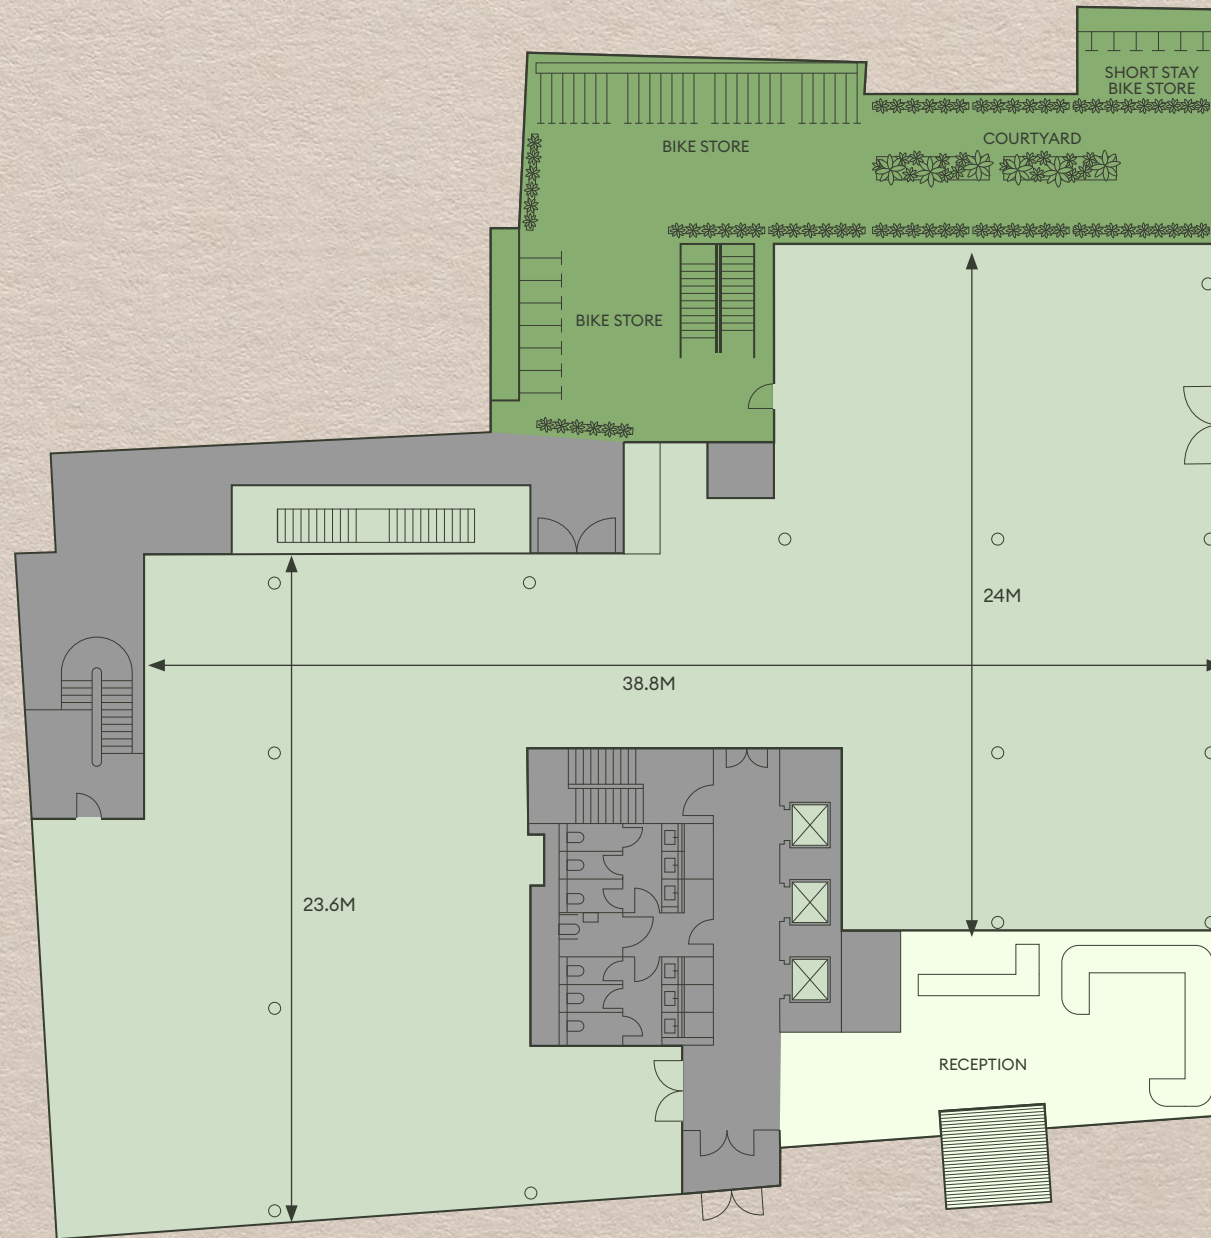 SHORT STAY
BIKE STORE
COURTYARD
BIKE STORE
BIKE STORE
24M
38.8M
23.6M
RECEPTION